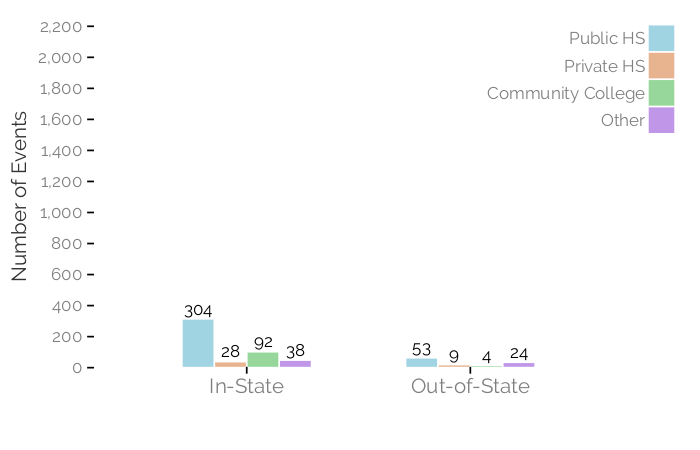 Number of Events
2,200
2,000
1,800
1,600
1,400
1,200
1,000
800
600
400
200
0
Public HS
Private HS
Community College
Other
304
28
92
38
53
9
4
24
In-State
Out-of-State